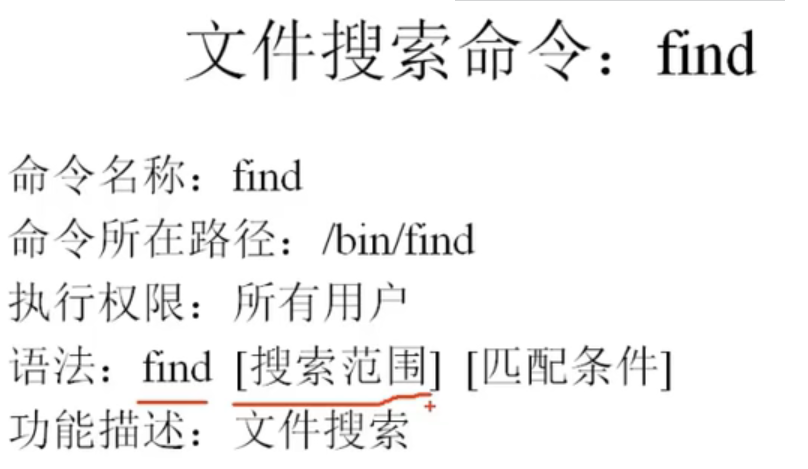 文件搜索命令：find
命令名称：find
命令所在路径：/bin/find
执行权限：所有用户
语法：find [搜索范围] [匹配条件]
功能描述：文件搜索